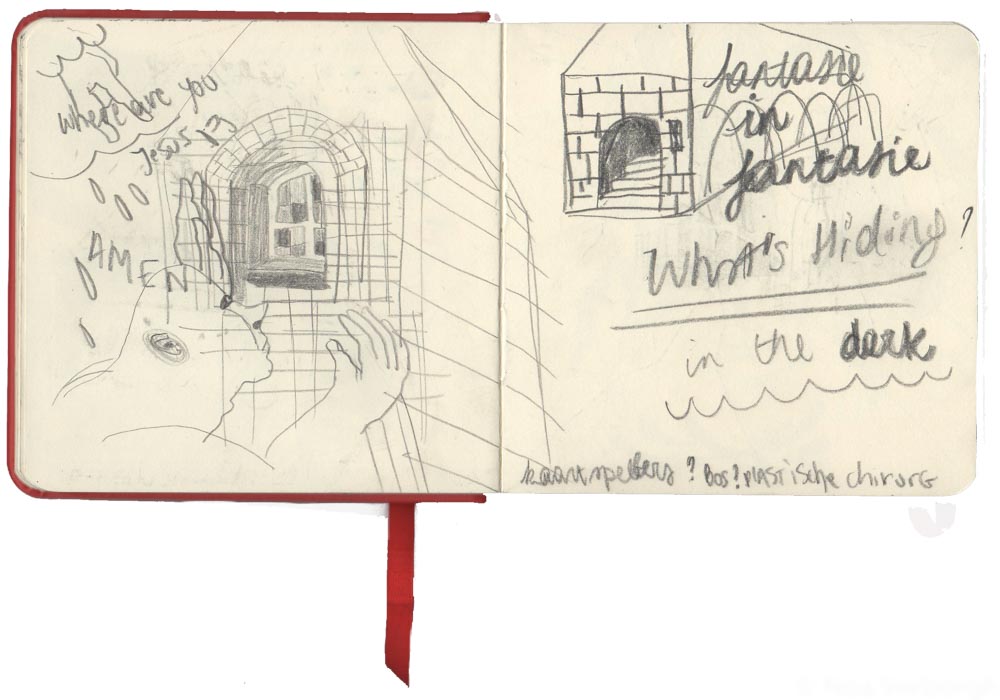 where are you
Jesus
AMEN
fantasie
in
fantasie
What's Hiding ?
in the dark
kaartspelers ? Bos? plastische chirurg